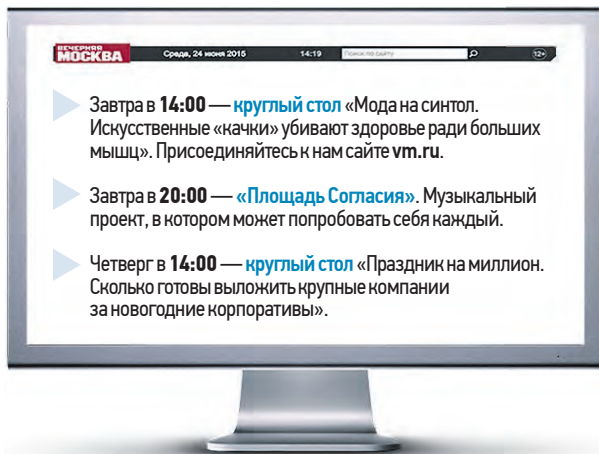 ВЕЧЕРНЯЯ
МОСКВА Среда, 24 июня 2015 14:19 Поиск по сайту 12+
Завтра в 14:00 — круглый стол «Мода на синтол.
Искусственные «качки» убивают здоровье ради больших
мышц». Присоединяйтесь к нам сайте vm.ru.
Завтра в 20:00 — «Площадь Согласия». Музыкальный
проект, в котором может попробовать себя каждый.
Четверг в 14:00 — круглый стол «Праздник на миллион.
Сколько готовы выложить крупные компании
за новогодние корпоративы».